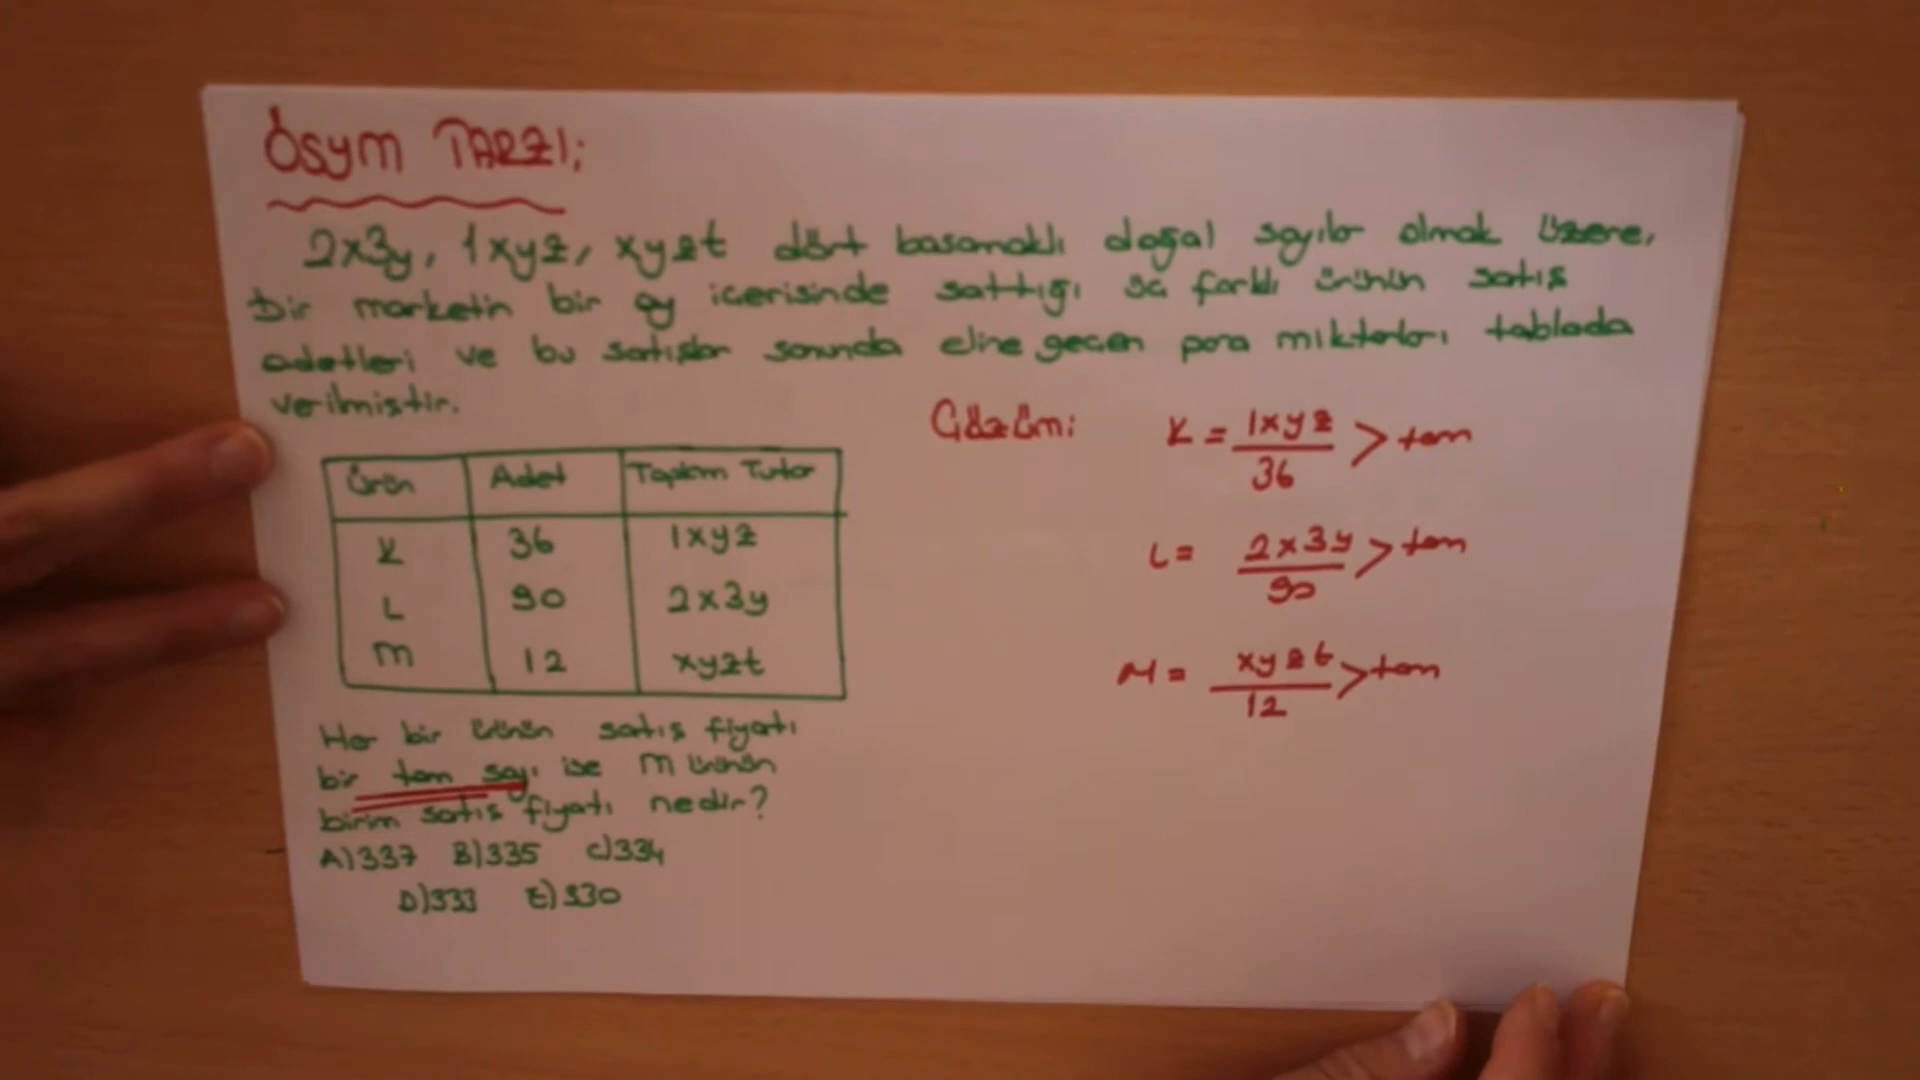 ÖSYM TARZI;
2x3y, 1xyz, xyzt dört basamaklı doğal sayılar olmak üzere,
bir marketin bir ay içerisinde sattığı üç farklı ürünün satış
adetleri ve bu satışlar sonunda eline geçen para miktarları tabloda
verilmiştir.
Ürün Adet Toplam Tutar
K 36 1xyz
L 90 2x3y
M 12 xyzt
Her bir ürünün satış fiyatı
bir tam sayı ise M ürünün
birim satış fiyatı nedir?
A)337 B)335 C)334
D)333 E)330
Çözüm:
K = 1xyz / 36 > tam
L = 2x3y / 90 > tam
M = xyzt / 12 > tam